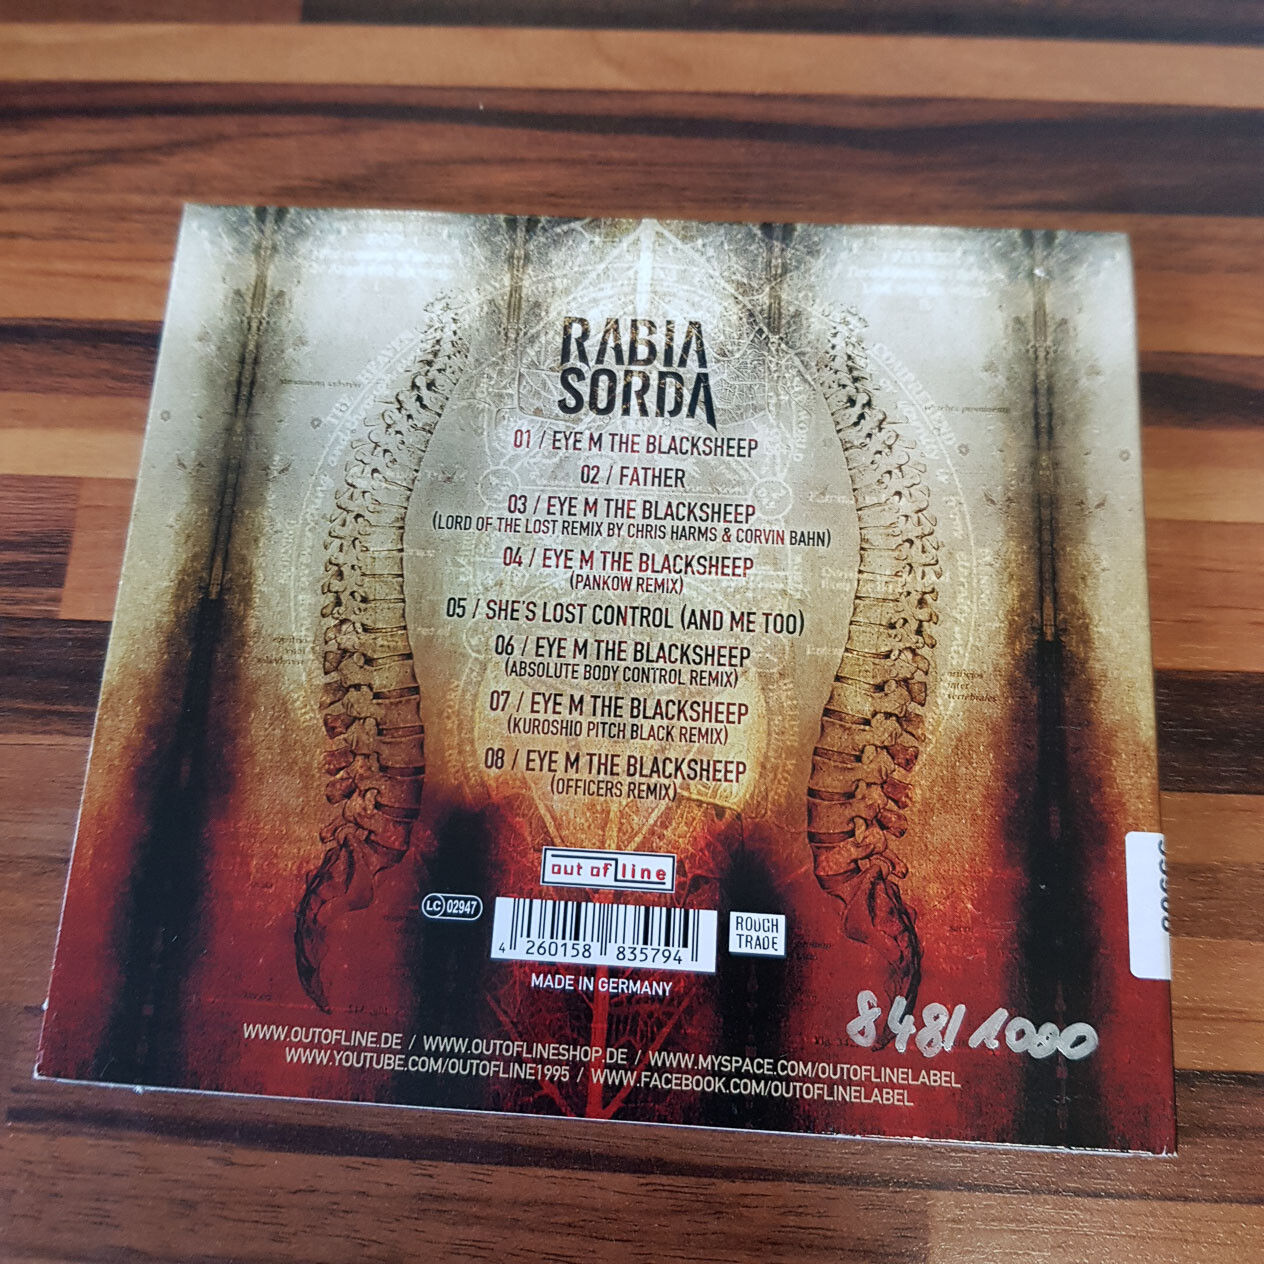 RABIA
SORDA
01 / EYE M THE BLACKSHEEP
02 / FATHER
03 / EYE M THE BLACKSHEEP
(LORD OF THE LOST REMIX BY CHRIS HARMS & CORVIN BAHN)
04 / EYE M THE BLACKSHEEP
(PANKOW REMIX)
05 / SHE'S LOST CONTROL (AND ME TOO)
06 / EYE M THE BLACKSHEEP
(ABSOLUTE BODY CONTROL REMIX)
07 / EYE M THE BLACKSHEEP
(KUROSHIO PITCH BLACK REMIX)
08 / EYE M THE BLACKSHEEP
(OFFICERS REMIX)
out of line
LC 02947
4 260158 835794
ROUGH
TRADE
MADE IN GERMANY
848/1000
WWW.OUTOFLINE.DE / WWW.OUTOFLINESHOP.DE / WWW.MYSPACE.COM/OUTOFLINELABEL
WWW.YOUTUBE.COM/OUTOFLINE1995 / WWW.FACEBOOK.COM/OUTOFLINELABEL